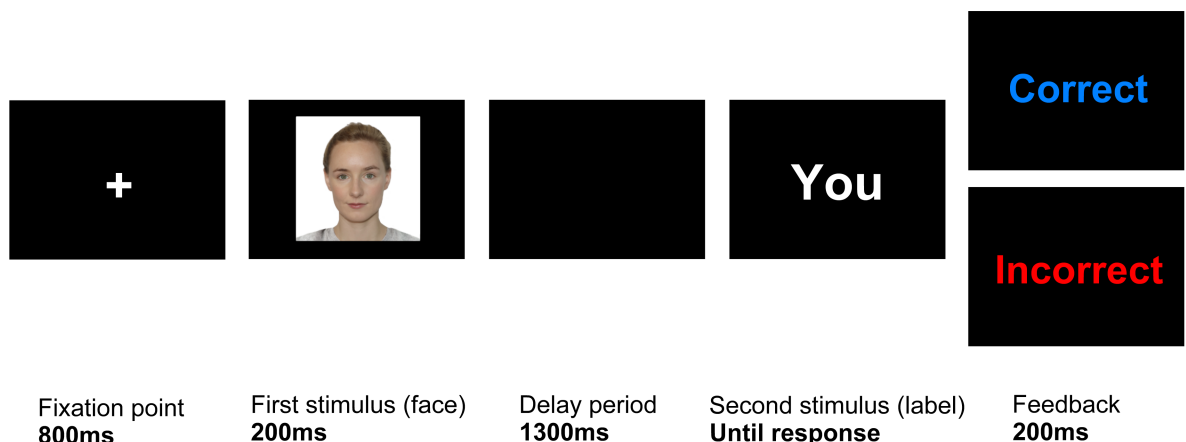 +
You
Correct
Incorrect
Fixation point
800ms
First stimulus (face)
200ms
Delay period
1300ms
Second stimulus (label)
Until response
Feedback
200ms